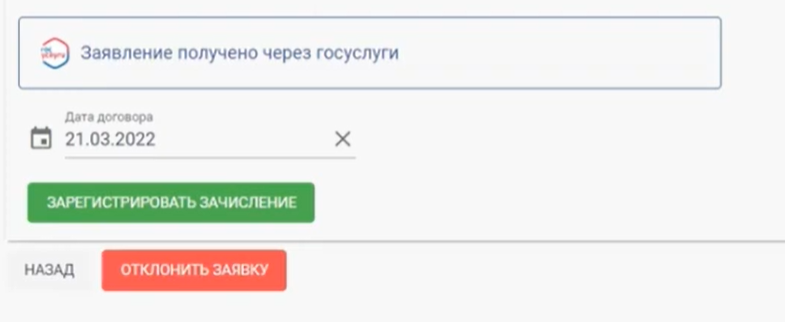 Заявление получено через госуслуги
Дата договора
21.03.2022
ЗАРЕГИСТРИРОВАТЬ ЗАЧИСЛЕНИЕ
НАЗАД
ОТКЛОНИТЬ ЗАЯВКУ